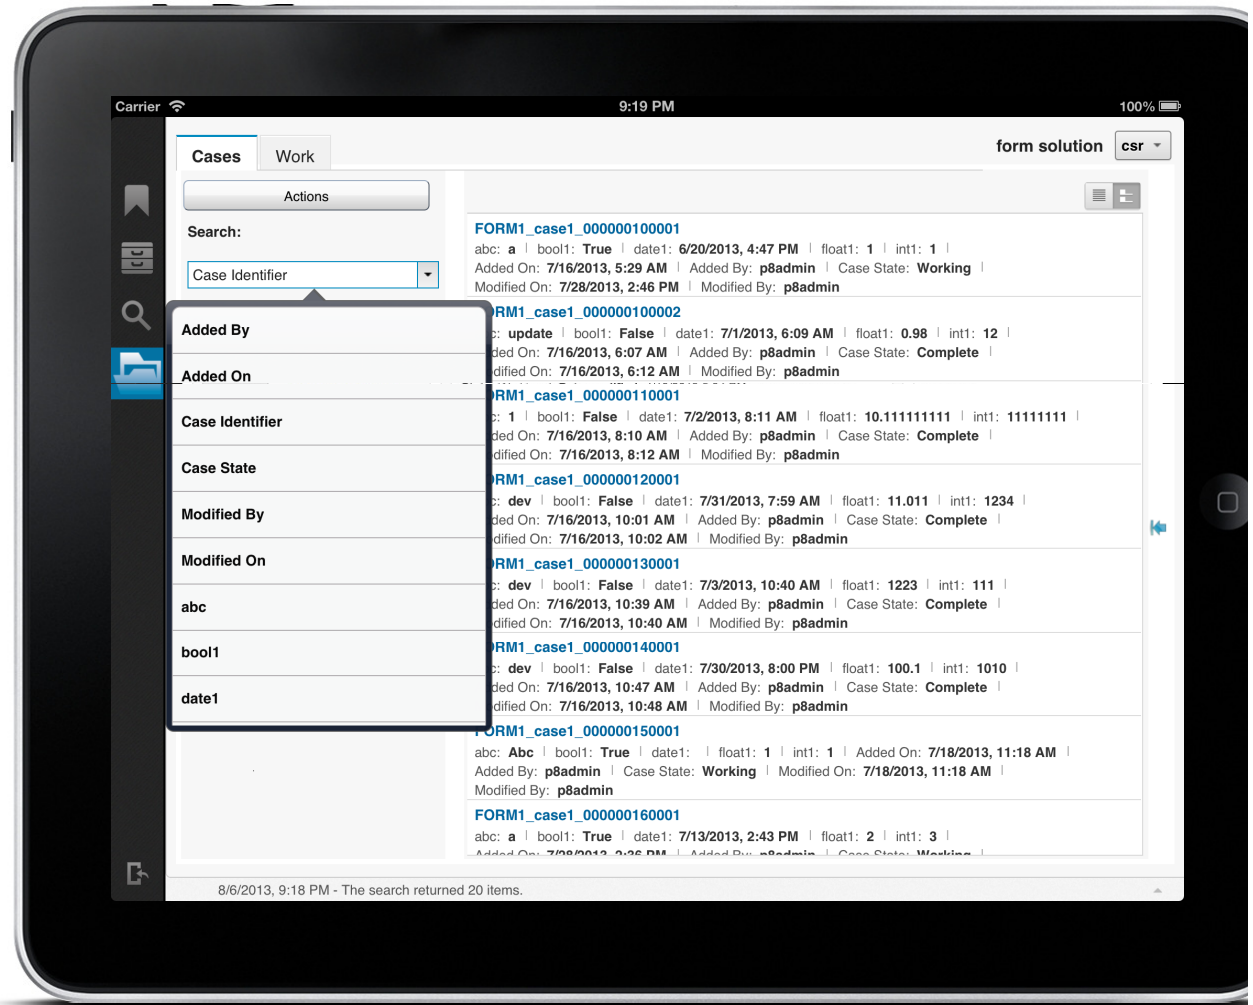 Carrier 9:19 PM 100%
Cases Work form solution csr
Actions
Search:
Case Identifier
Added By
Added On
Case Identifier
Case State
Modified By
Modified On
abc
bool1
date1
FORM1_case1_000000100001
abc: a | bool1: True | date1: 6/20/2013, 4:47 PM | float1: 1 | int1: 1 |
Added On: 7/16/2013, 5:29 AM | Added By: p8admin | Case State: Working |
Modified On: 7/28/2013, 2:46 PM | Modified By: p8admin
RM1_case1_000000100002
c: update | bool1: False | date1: 7/1/2013, 6:09 AM | float1: 0.98 | int1: 12 |
ded On: 7/16/2013, 6:07 AM | Added By: p8admin | Case State: Complete |
dified On: 7/16/2013, 6:12 AM | Modified By: p8admin
RM1_case1_000000110001
c: 1 | bool1: False | date1: 7/2/2013, 8:11 AM | float1: 10.111111111 | int1: 11111111 |
ded On: 7/16/2013, 8:10 AM | Added By: p8admin | Case State: Complete |
dified On: 7/16/2013, 8:12 AM | Modified By: p8admin
RM1_case1_000000120001
c: dev | bool1: False | date1: 7/31/2013, 7:59 AM | float1: 11.011 | int1: 1234 |
ded On: 7/16/2013, 10:01 AM | Added By: p8admin | Case State: Complete |
dified On: 7/16/2013, 10:02 AM | Modified By: p8admin
RM1_case1_000000130001
c: dev | bool1: False | date1: 7/3/2013, 10:40 AM | float1: 1223 | int1: 111 |
ded On: 7/16/2013, 10:39 AM | Added By: p8admin | Case State: Complete |
dified On: 7/16/2013, 10:40 AM | Modified By: p8admin
RM1_case1_000000140001
c: dev | bool1: False | date1: 7/30/2013, 8:00 PM | float1: 100.1 | int1: 1010 |
ded On: 7/16/2013, 10:47 AM | Added By: p8admin | Case State: Complete |
dified On: 7/16/2013, 10:48 AM | Modified By: p8admin
FORM1_case1_000000150001
abc: Abc | bool1: True | date1: | float1: 1 | int1: 1 | Added On: 7/18/2013, 11:18 AM |
Added By: p8admin | Case State: Working | Modified On: 7/18/2013, 11:18 AM |
Modified By: p8admin
FORM1_case1_000000160001
abc: a | bool1: True | date1: 7/13/2013, 2:43 PM | float1: 2 | int1: 3 |
Added On: 7/28/2013, 2:36 PM | Added By: p8admin | Case State: Working |
8/6/2013, 9:18 PM - The search returned 20 items.